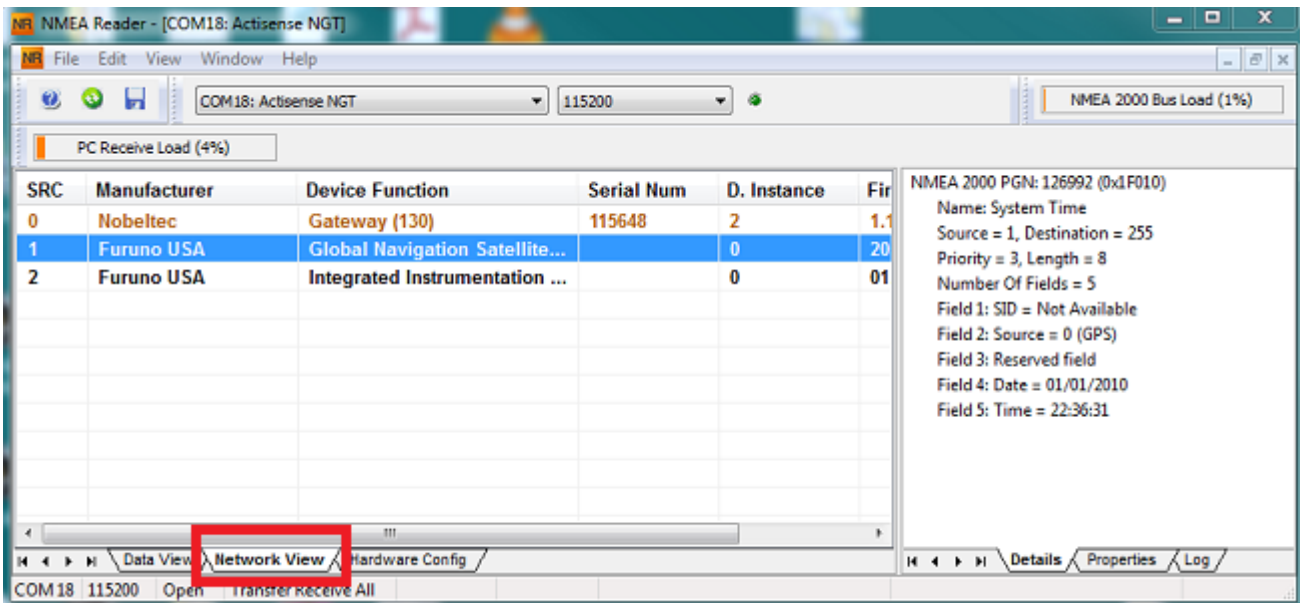 NR NMEA Reader - [COM18: Actisense NGT]
NR File Edit View Window Help
COM18: Actisense NGT 115200 NMEA 2000 Bus Load (1%)
PC Receive Load (4%)
SRC Manufacturer Device Function Serial Num D. Instance Fir
0 Nobeltec Gateway (130) 115648 2 1.1
1 Furuno USA Global Navigation Satellite... 0 20
2 Furuno USA Integrated Instrumentation ... 0 01
NMEA 2000 PGN: 126992 (0x1F010)
Name: System Time
Source = 1, Destination = 255
Priority = 3, Length = 8
Number Of Fields = 5
Field 1: SID = Not Available
Field 2: Source = 0 (GPS)
Field 3: Reserved field
Field 4: Date = 01/01/2010
Field 5: Time = 22:36:31
Data View Network View Hardware Config
Details Properties Log
COM 18 115200 Open Transfer Receive All